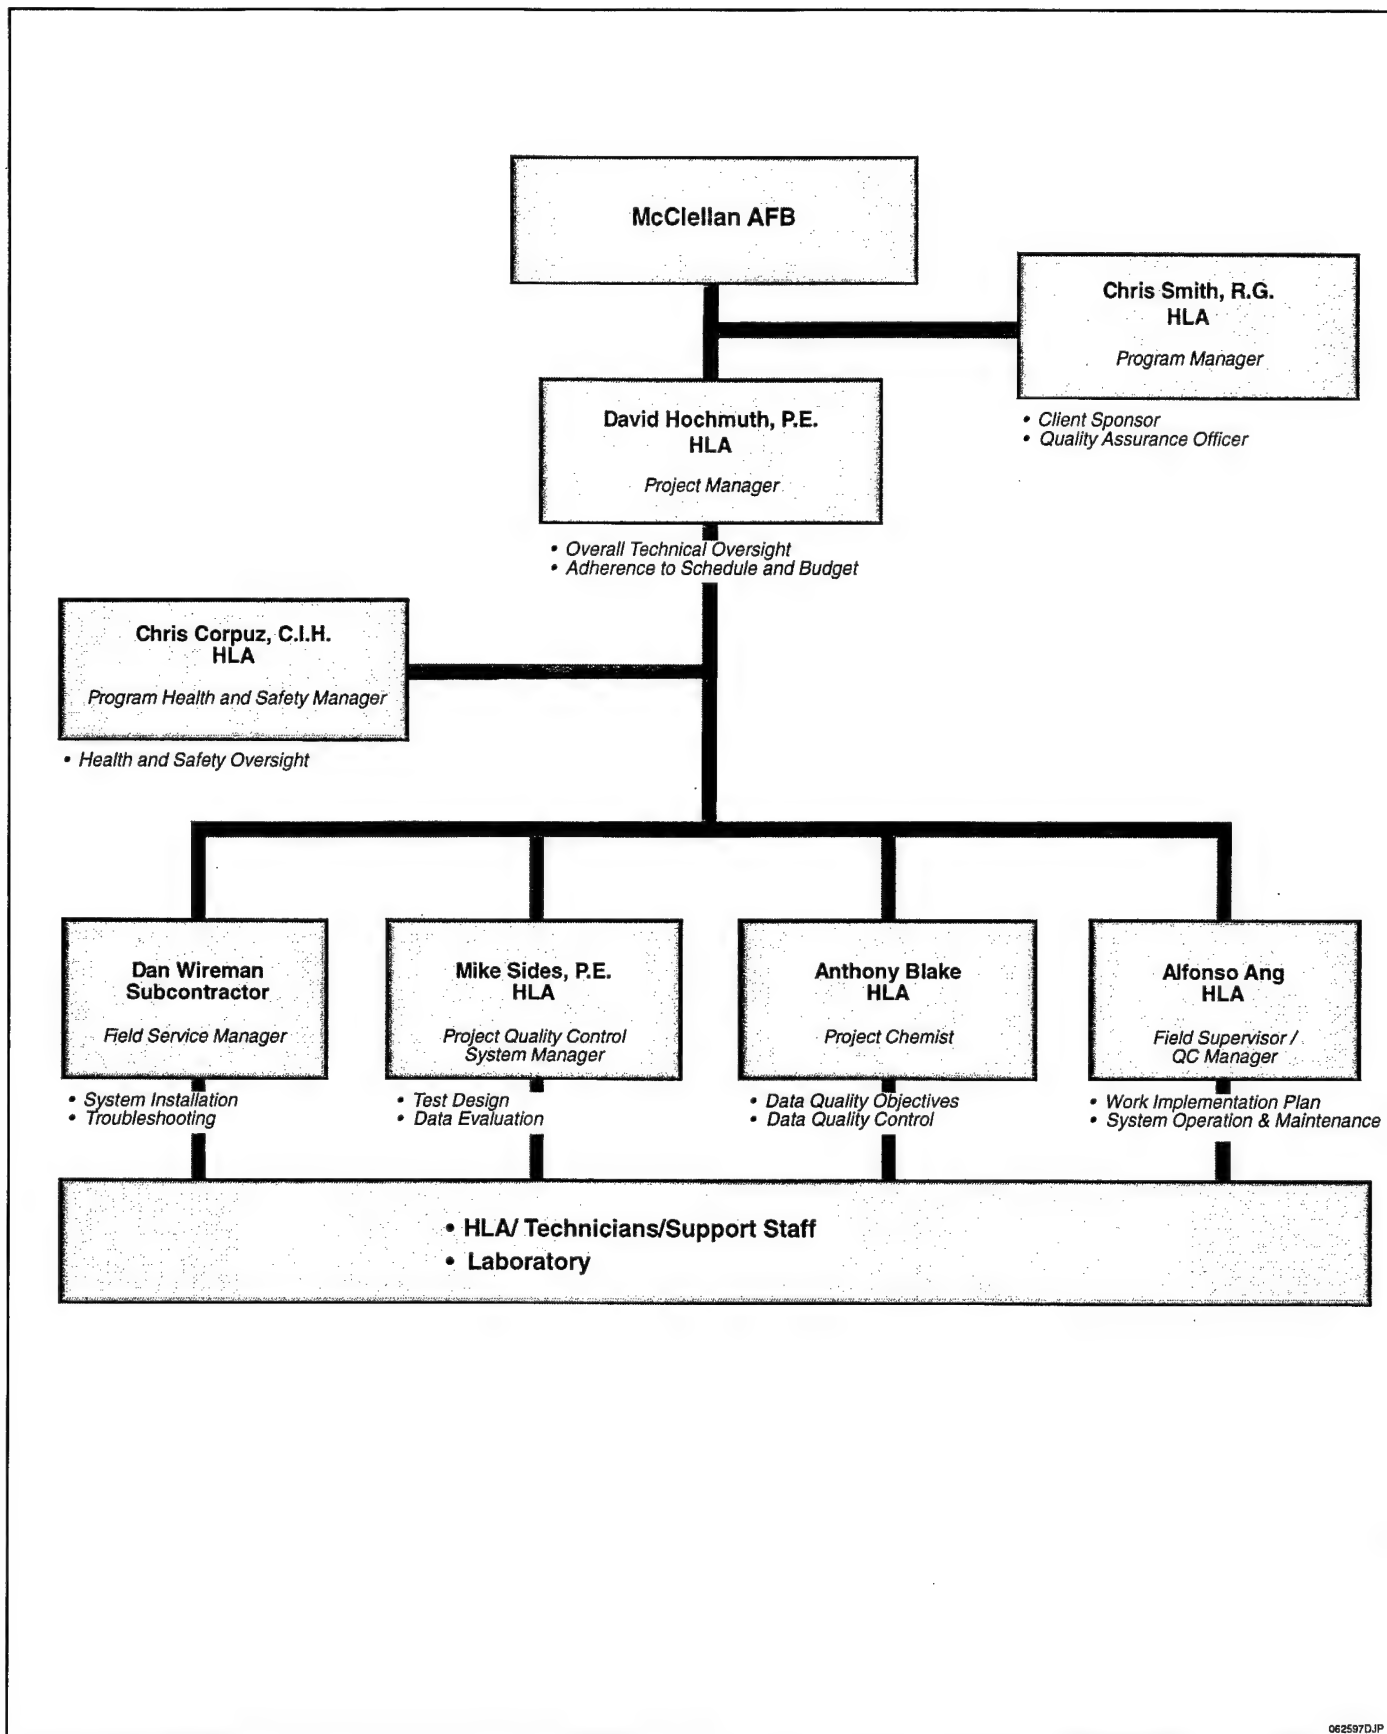 McClellan AFB
Chris Smith, R.G.
HLA
Program Manager
• Client Sponsor
• Quality Assurance Officer
David Hochmuth, P.E.
HLA
Project Manager
• Overall Technical Oversight
• Adherence to Schedule and Budget
Chris Corpuz, C.I.H.
HLA
Program Health and Safety Manager
• Health and Safety Oversight
Dan Wireman
Subcontractor
Field Service Manager
• System Installation
• Troubleshooting
Mike Sides, P.E.
HLA
Project Quality Control
System Manager
• Test Design
• Data Evaluation
Anthony Blake
HLA
Project Chemist
• Data Quality Objectives
• Data Quality Control
Alfonso Ang
HLA
Field Supervisor /
QC Manager
• Work Implementation Plan
• System Operation & Maintenance
• HLA/ Technicians/Support Staff
• Laboratory
062597DJP